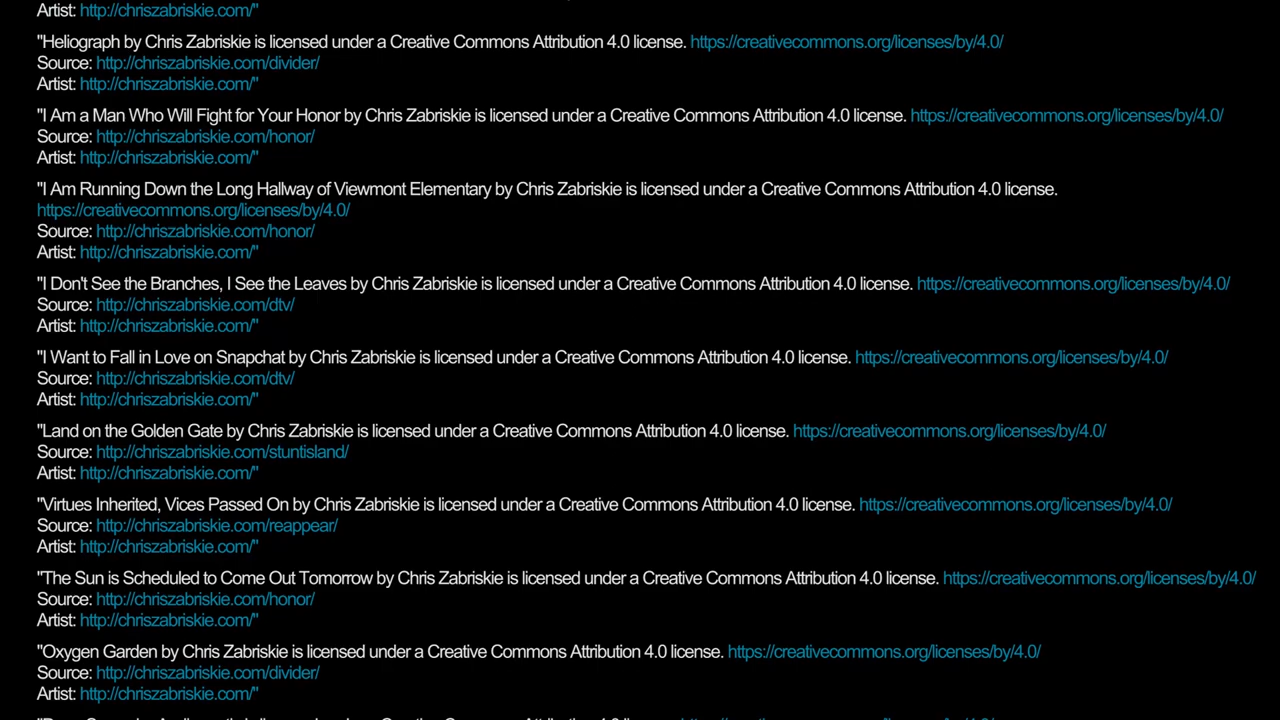 Artist: http://chriszabriskie.com/"
"Heliograph by Chris Zabriskie is licensed under a Creative Commons Attribution 4.0 license. https://creativecommons.org/licenses/by/4.0/
Source: http://chriszabriskie.com/divider/
Artist: http://chriszabriskie.com/"
"I Am a Man Who Will Fight for Your Honor by Chris Zabriskie is licensed under a Creative Commons Attribution 4.0 license. https://creativecommons.org/licenses/by/4.0/
Source: http://chriszabriskie.com/honor/
Artist: http://chriszabriskie.com/"
"I Am Running Down the Long Hallway of Viewmont Elementary by Chris Zabriskie is licensed under a Creative Commons Attribution 4.0 license.
https://creativecommons.org/licenses/by/4.0/
Source: http://chriszabriskie.com/honor/
Artist: http://chriszabriskie.com/"
"I Don't See the Branches, I See the Leaves by Chris Zabriskie is licensed under a Creative Commons Attribution 4.0 license. https://creativecommons.org/licenses/by/4.0/
Source: http://chriszabriskie.com/dtv/
Artist: http://chriszabriskie.com/"
"I Want to Fall in Love on Snapchat by Chris Zabriskie is licensed under a Creative Commons Attribution 4.0 license. https://creativecommons.org/licenses/by/4.0/
Source: http://chriszabriskie.com/dtv/
Artist: http://chriszabriskie.com/"
"Land on the Golden Gate by Chris Zabriskie is licensed under a Creative Commons Attribution 4.0 license. https://creativecommons.org/licenses/by/4.0/
Source: http://chriszabriskie.com/stuntisland/
Artist: http://chriszabriskie.com/"
"Virtues Inherited, Vices Passed On by Chris Zabriskie is licensed under a Creative Commons Attribution 4.0 license. https://creativecommons.org/licenses/by/4.0/
Source: http://chriszabriskie.com/reappear/
Artist: http://chriszabriskie.com/"
"The Sun is Scheduled to Come Out Tomorrow by Chris Zabriskie is licensed under a Creative Commons Attribution 4.0 license. https://creativecommons.org/licenses/by/4.0/
Source: http://chriszabriskie.com/honor/
Artist: http://chriszabriskie.com/"
"Oxygen Garden by Chris Zabriskie is licensed under a Creative Commons Attribution 4.0 license. https://creativecommons.org/licenses/by/4.0/
Source: http://chriszabriskie.com/divider/
Artist: http://chriszabriskie.com/"